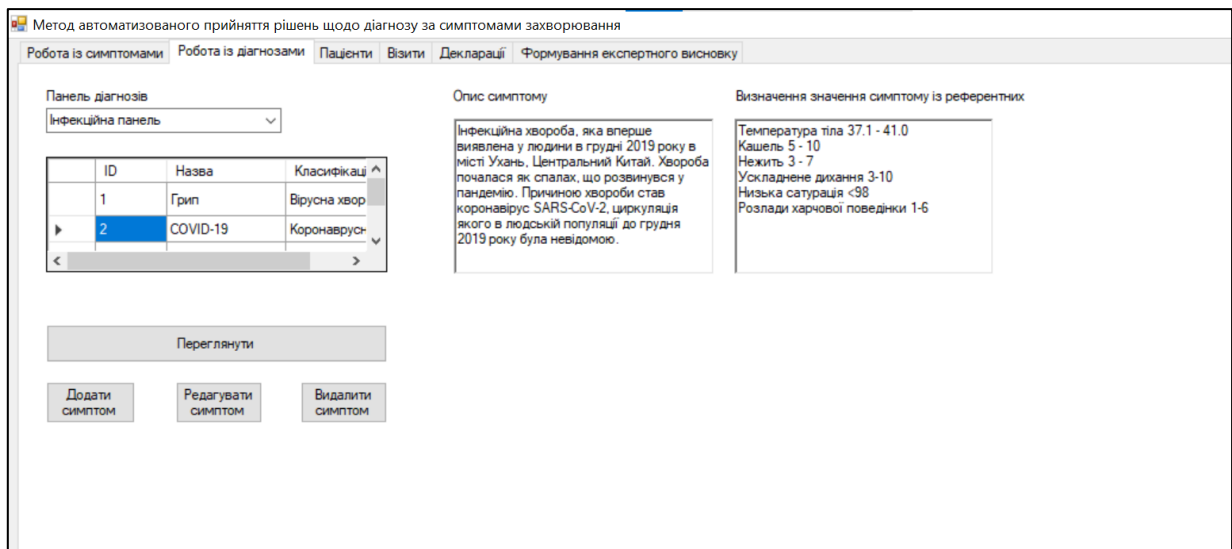 Метод автоматизованого прийняття рішень щодо діагнозу за симптомами захворювання
Робота із симптомами Робота із діагнозами Пацієнти Візити Декларації Формування експертного висновку
Панель діагнозів
Інфекційна панель
ID Назва Класифікаці
1 Грип Вірусна хвор
2 COVID-19 Коронаврусн
Переглянути
Додати
симптом
Редагувати
симптом
Видалити
симптом
Опис симптому
Інфекційна хвороба, яка вперше
виявлена у людини в грудні 2019 року в
місті Ухань, Центральний Китай. Хвороба
почалася як спалах, що розвинувся у
пандемію. Причиною хвороби став
коронавірус SARS-CoV-2, циркуляція
якого в людській популяції до грудня
2019 року була невідомою.
Визначення значення симптому із референтних
Температура тіла 37.1 - 41.0
Кашель 5 - 10
Нежить 3 - 7
Ускладнене дихання 3-10
Низька сатурація <98
Розлади харчової поведінки 1-6